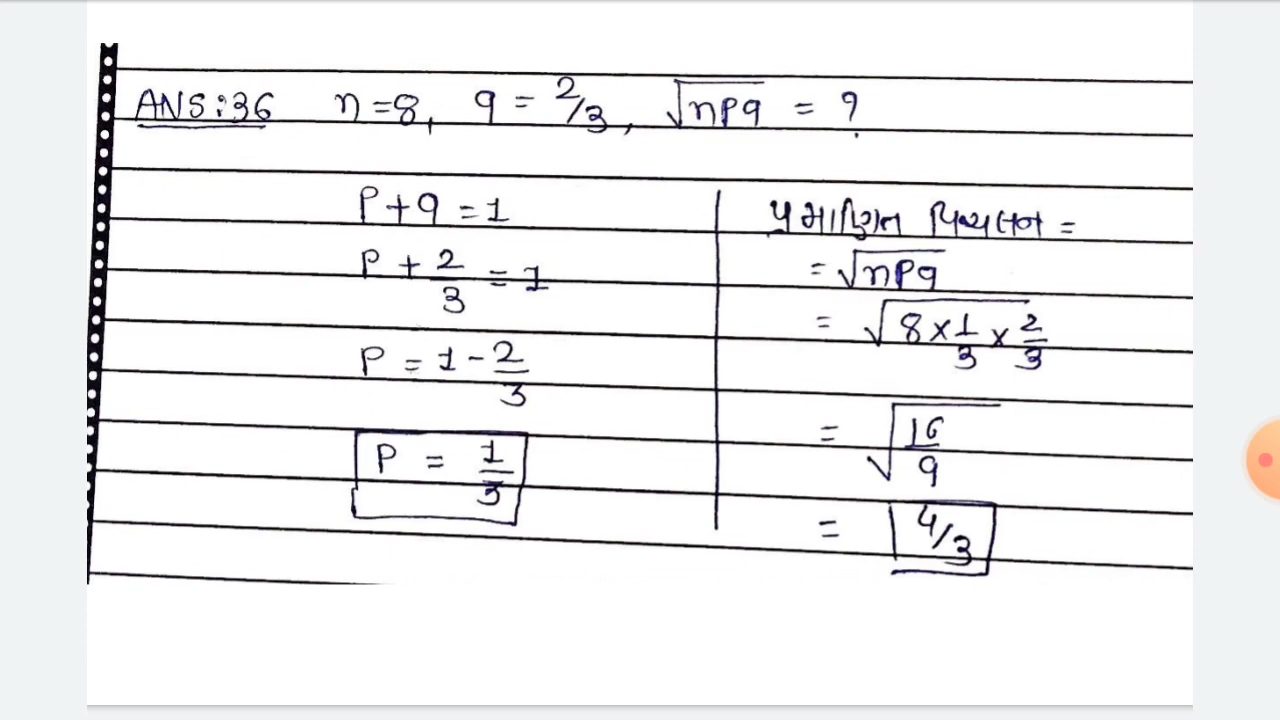 ANS:36 n=8, q = 2/3, √npq = ?
p+q =1
p + 2/3 = 1
p = 1 - 2/3
p = 1/3
પ્રમાણિત વિચલન =
= √npq
= √8 × 1/3 × 2/3
= √16/9
= 4/3